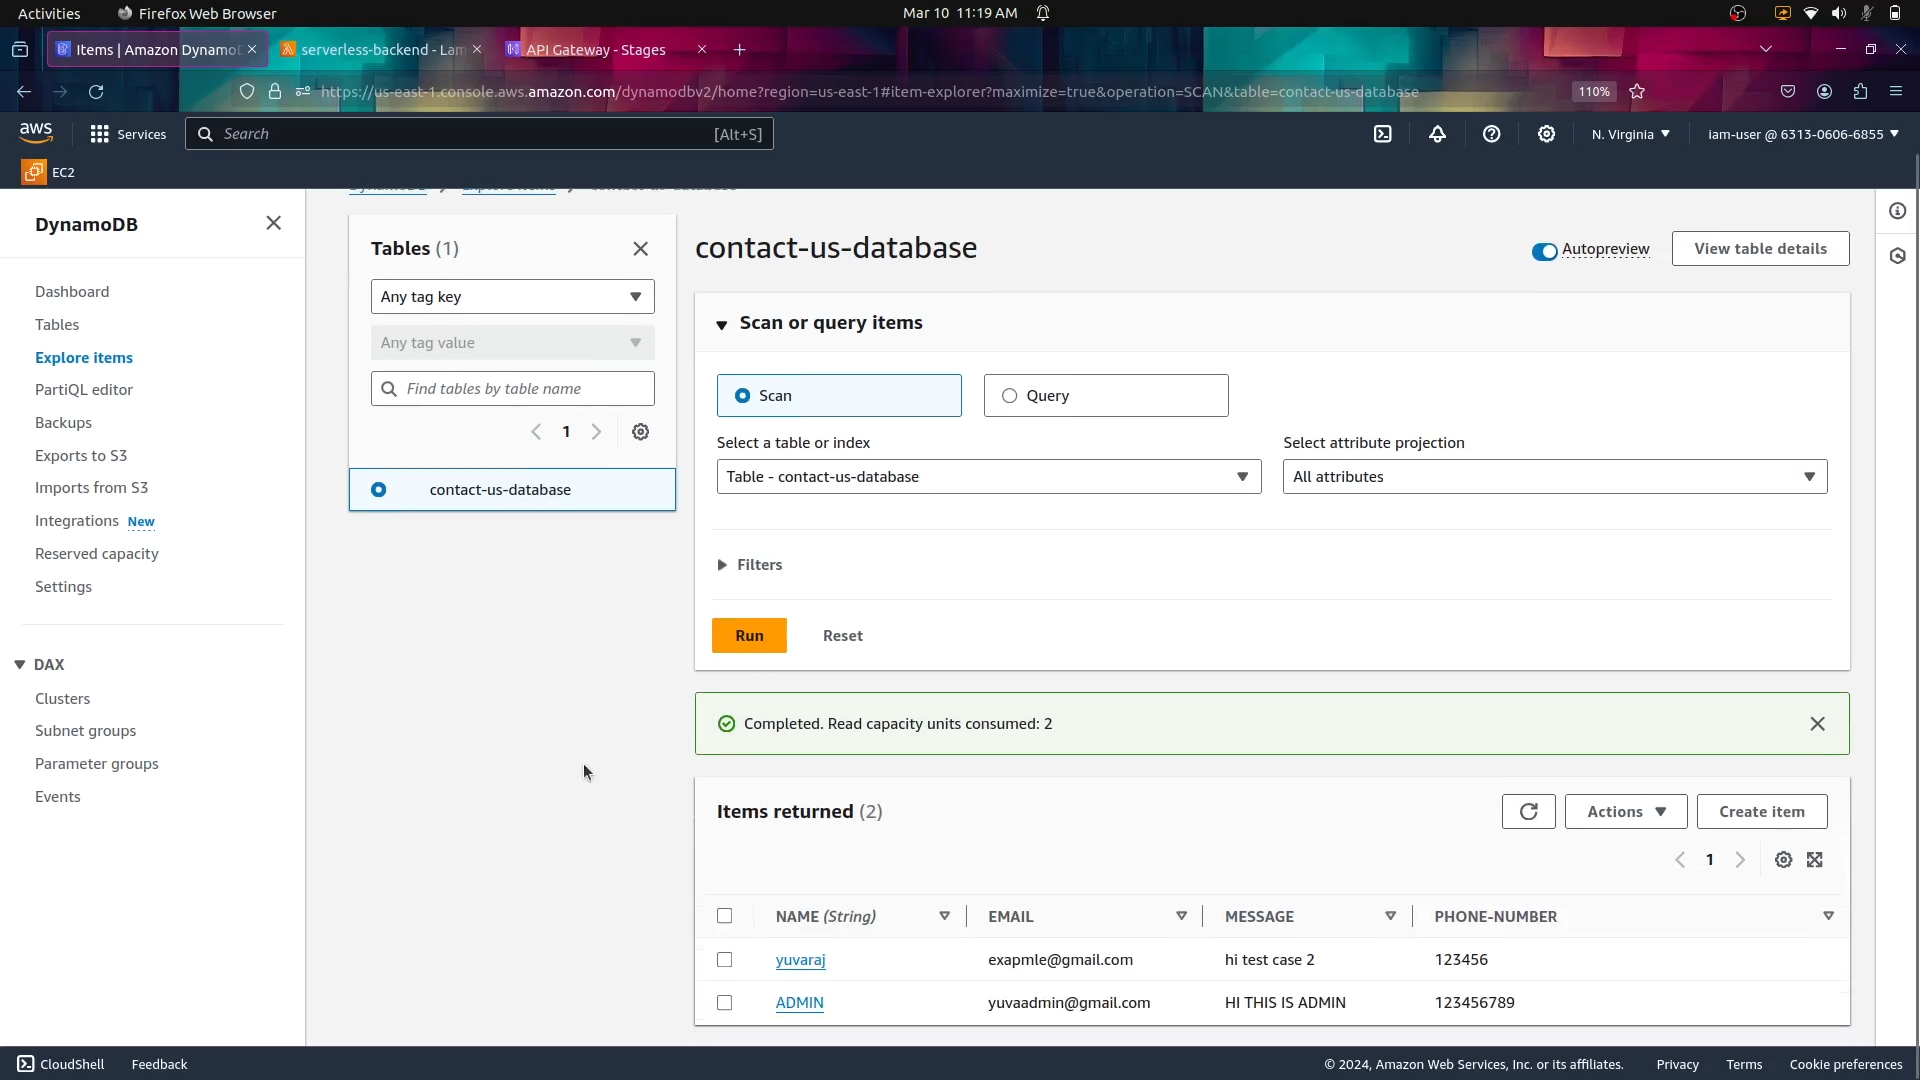 Activities
Firefox Web Browser
Mar 10 11:19 AM
Items | Amazon Dynamo
serverless-backend - Lam
API Gateway - Stages
https://us-east-1.console.aws.amazon.com/dynamodbv2/home?region=us-east-1#item-explorer?maximize=true&operation=SCAN&table=contact-us-database
110%
aws
Services
Search
[Alt+S]
N. Virginia
iam-user @ 6313-0606-6855
EC2
DynamoDB
Dashboard
Tables
Explore items
PartiQL editor
Backups
Exports to S3
Imports from S3
Integrations New
Reserved capacity
Settings
DAX
Clusters
Subnet groups
Parameter groups
Events
Tables (1)
Any tag key
Any tag value
Find tables by table name
1
contact-us-database
contact-us-database
Autopreview
View table details
Scan or query items
Scan
Query
Select a table or index
Table - contact-us-database
Select attribute projection
All attributes
Filters
Run
Reset
Completed. Read capacity units consumed: 2
Items returned (2)
Actions
Create item
1
NAME (String) EMAIL MESSAGE PHONE-NUMBER
yuvaraj exapmle@gmail.com hi test case 2 123456
ADMIN yuvaadmin@gmail.com HI THIS IS ADMIN 123456789
CloudShell
Feedback
© 2024, Amazon Web Services, Inc. or its affiliates.
Privacy
Terms
Cookie preferences